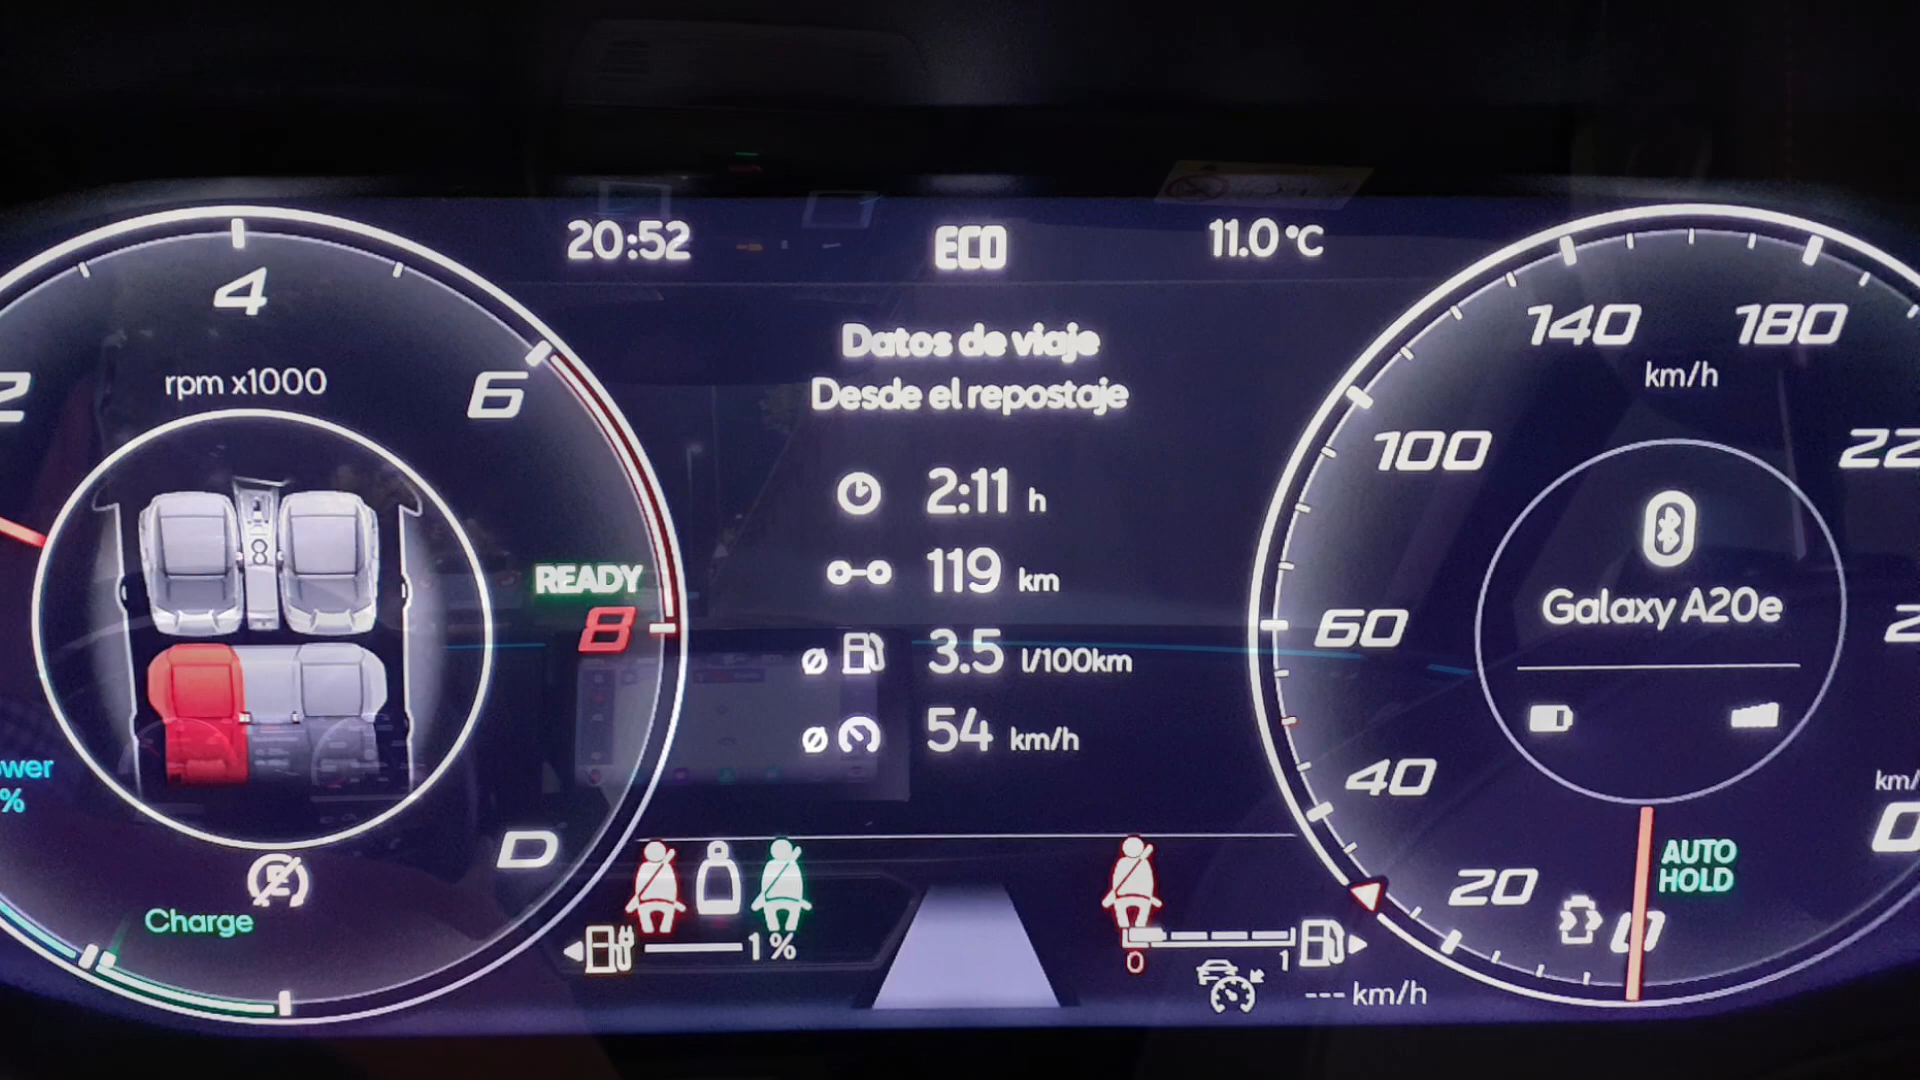 20:52 ECO 11.0 °C
Datos de viaje
Desde el repostaje
2:11 h
119 km
ø 3.5 l/100km
ø 54 km/h
2 4 6 8
rpm x1000
READY
D
Charge
%
1 %
0 1
--- km/h
20 40 60 100 140 180
km/h
Galaxy A20e
AUTO
HOLD
0